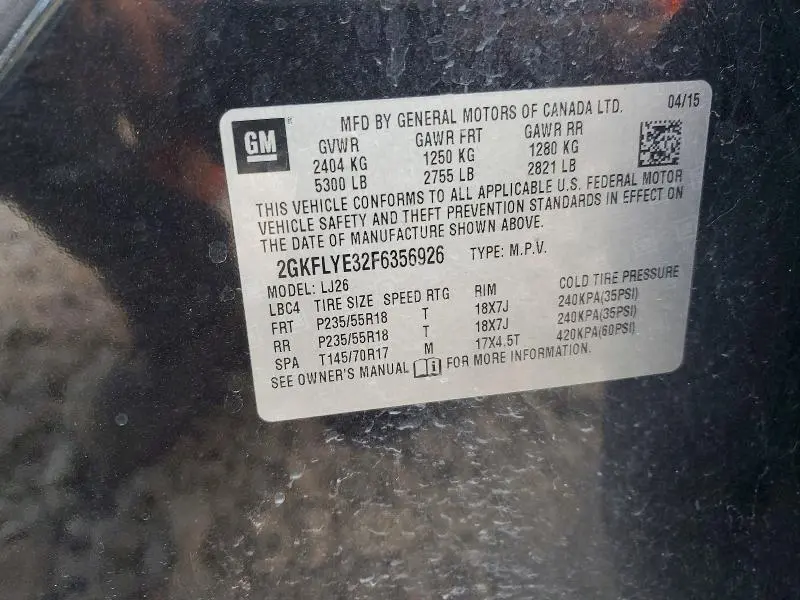 GM
MFD BY GENERAL MOTORS OF CANADA LTD. 04/15
GVWR GAWR FRT GAWR RR
2404 KG 1250 KG 1280 KG
5300 LB 2755 LB 2821 LB
THIS VEHICLE CONFORMS TO ALL APPLICABLE U.S. FEDERAL MOTOR
VEHICLE SAFETY AND THEFT PREVENTION STANDARDS IN EFFECT ON
THE DATE OF MANUFACTURE SHOWN ABOVE.
2GKFLYE32F6356926 TYPE: M.P.V.
MODEL: LJ26
LBC4 TIRE SIZE SPEED RTG RIM COLD TIRE PRESSURE
FRT P235/55R18 T 18X7J 240KPA(35PSI)
RR P235/55R18 T 18X7J 240KPA(35PSI)
SPA T145/70R17 M 17X4.5T 420KPA(60PSI)
SEE OWNER'S MANUAL FOR MORE INFORMATION.